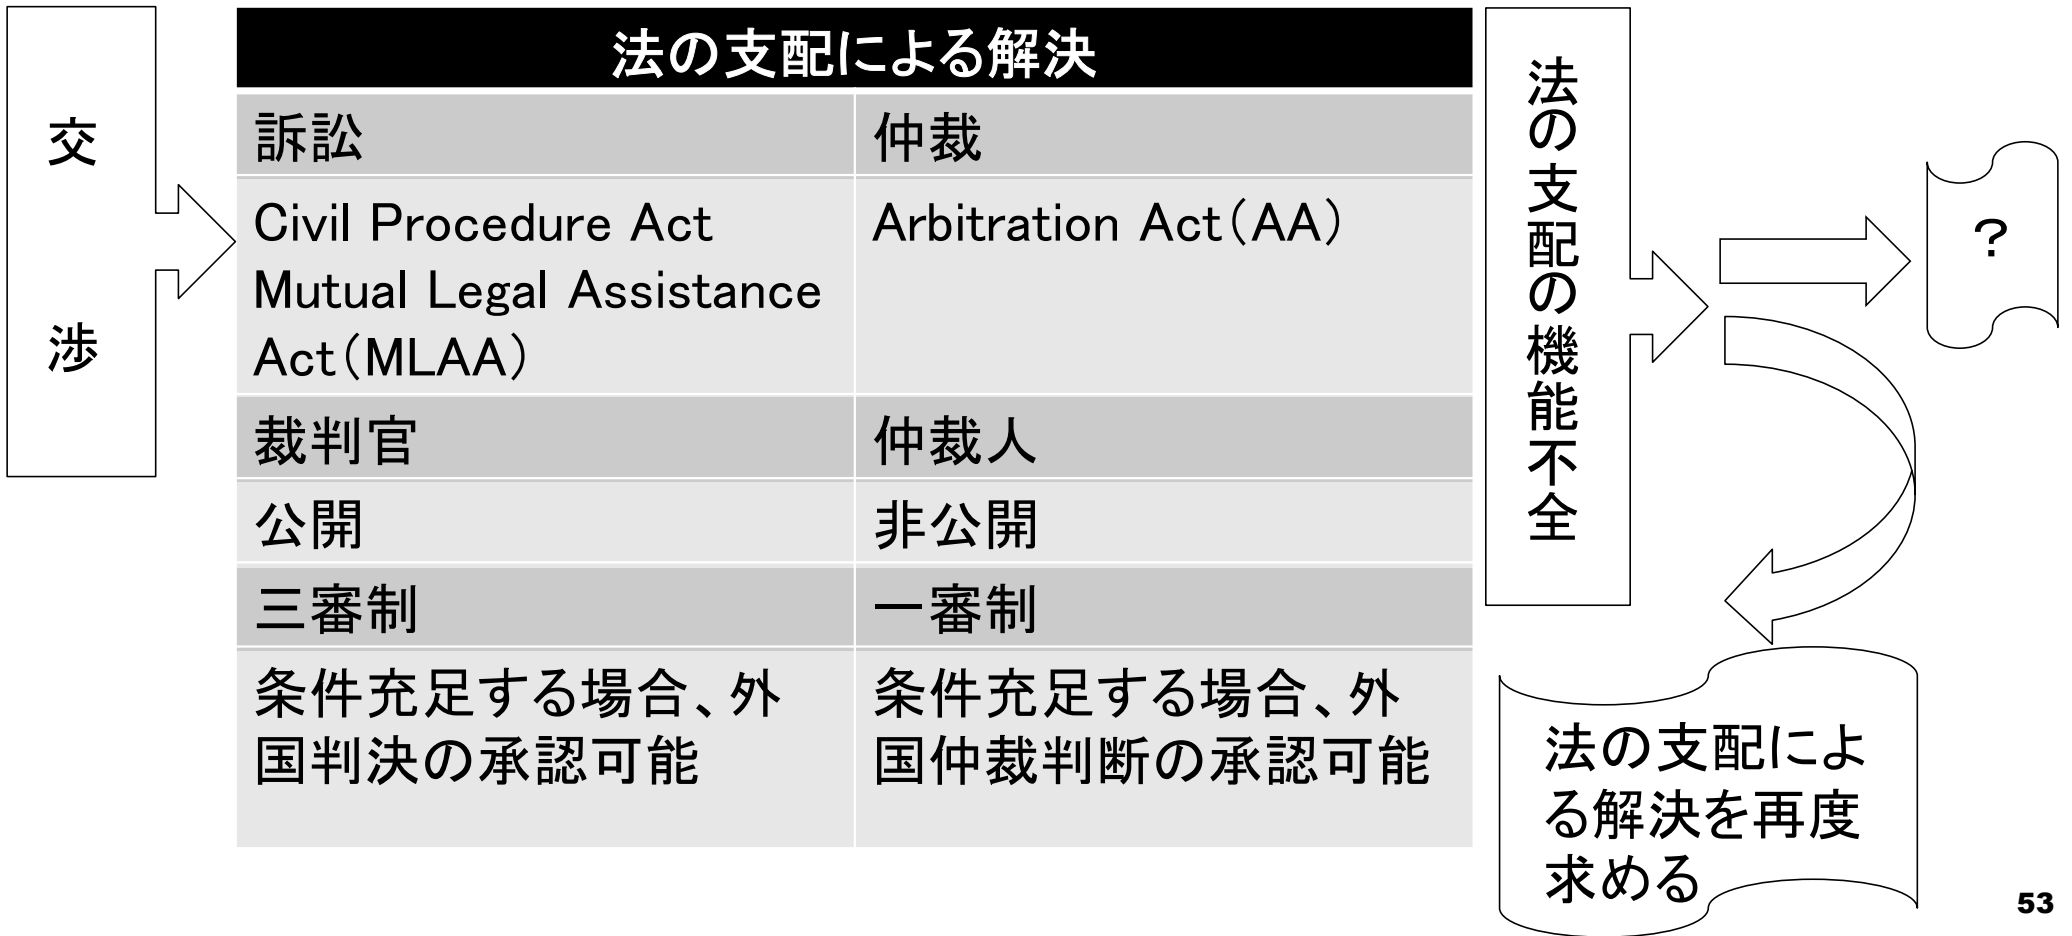 交
渉
法の支配による解決
訴訟
仲裁
Civil Procedure Act
Mutual Legal Assistance
Act(MLAA)
Arbitration Act(AA)
裁判官
仲裁人
公開
非公開
三審制
一審制
条件充足する場合、外
国判決の承認可能
条件充足する場合、外
国仲裁判断の承認可能
法の支配の機能不全
?
法の支配によ
る解決を再度
求める
53